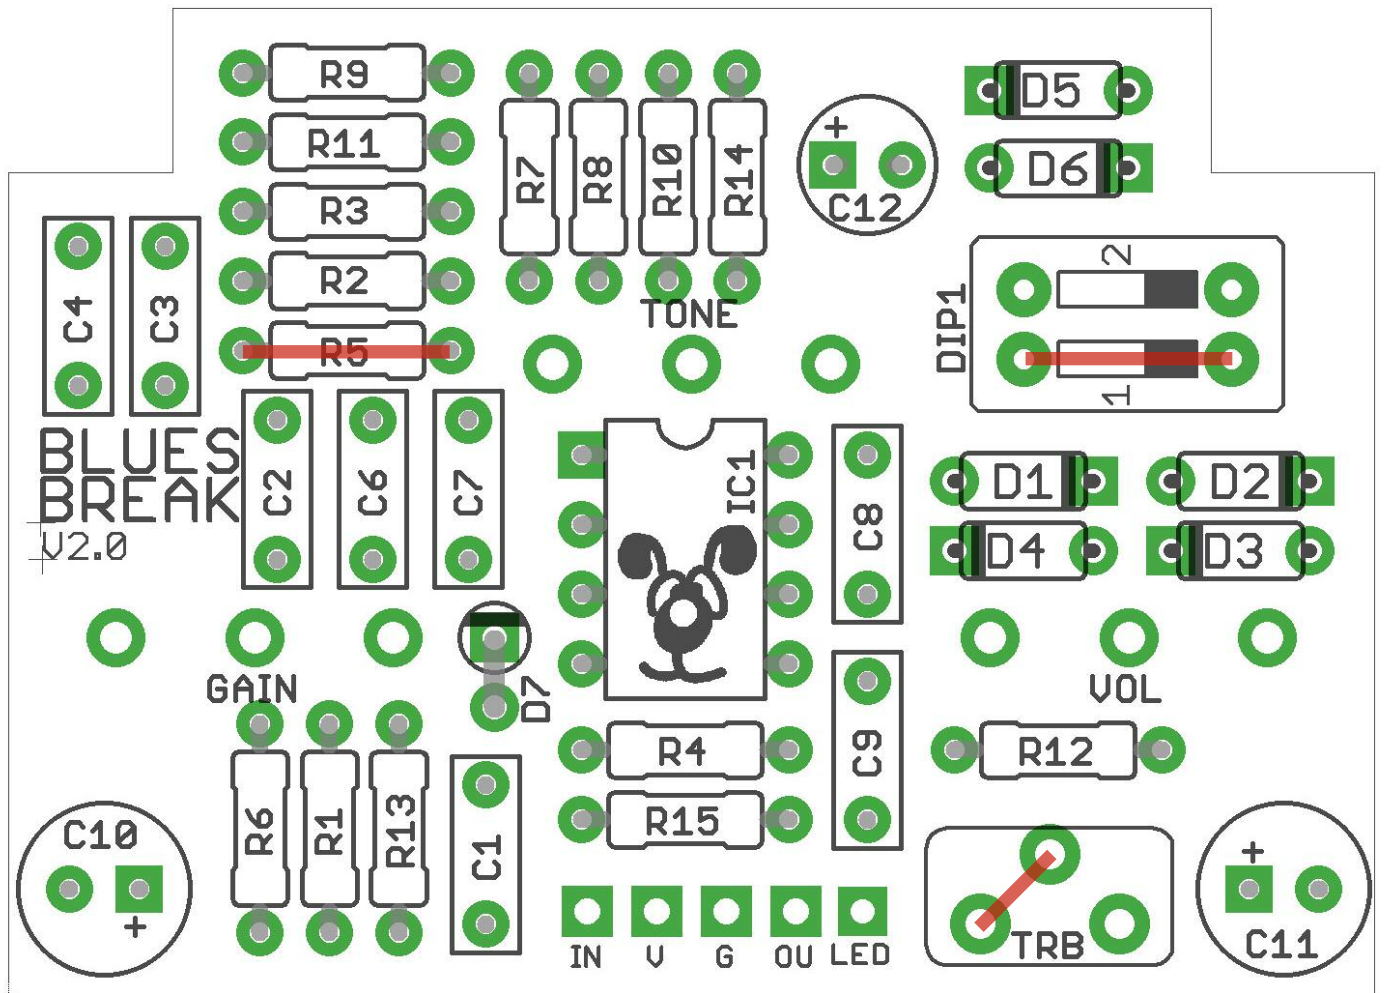 R9
R11
R3
R2
R5
R7
R8
R10
R14
+
C12
D5
D6
C4
C3
TONE
DIP1
2
1
BLUES
BREAK
V2.0
C2
C6
C7
IC1
C8
D1
D2
D4
D3
GAIN
D7
VOL
R4
R15
C9
R12
C10
+
R6
R1
R13
C1
IN
V
G
OU
LED
TRB
+
C11